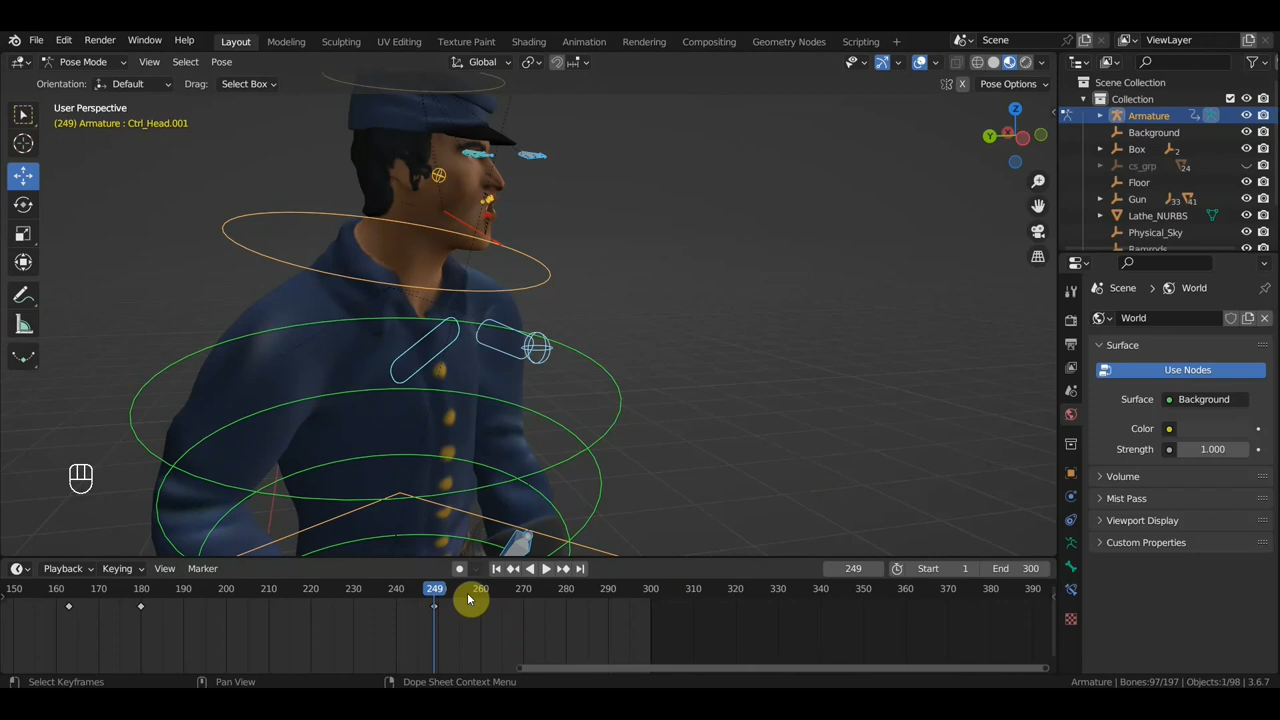 File Edit Render Window Help Layout Modeling Sculpting UV Editing Texture Paint Shading Animation Rendering Compositing Geometry Nodes Scripting + Scene ViewLayer
Pose Mode View Select Pose Global
Orientation: Default Drag: Select Box X Pose Options
User Perspective
(249) Armature : Ctrl_Head.001
Z
Y
Scene Collection
Collection
Armature
Background
Box 2
cs_grp 24
Floor
Gun 33 41
Lathe_NURBS
Physical_Sky
Ramrods
Scene > World
World
Surface
Use Nodes
Surface Background
Color
Strength 1.000
Volume
Mist Pass
Viewport Display
Custom Properties
Playback Keying View Marker 249 Start 1 End 300
150 160 170 180 190 200 210 220 230 240 249 260 270 280 290 300 310 320 330 340 350 360 370 380 390
Select Keyframes Pan View Dope Sheet Context Menu Armature | Bones:97/197 | Objects:1/98 | 3.6.7